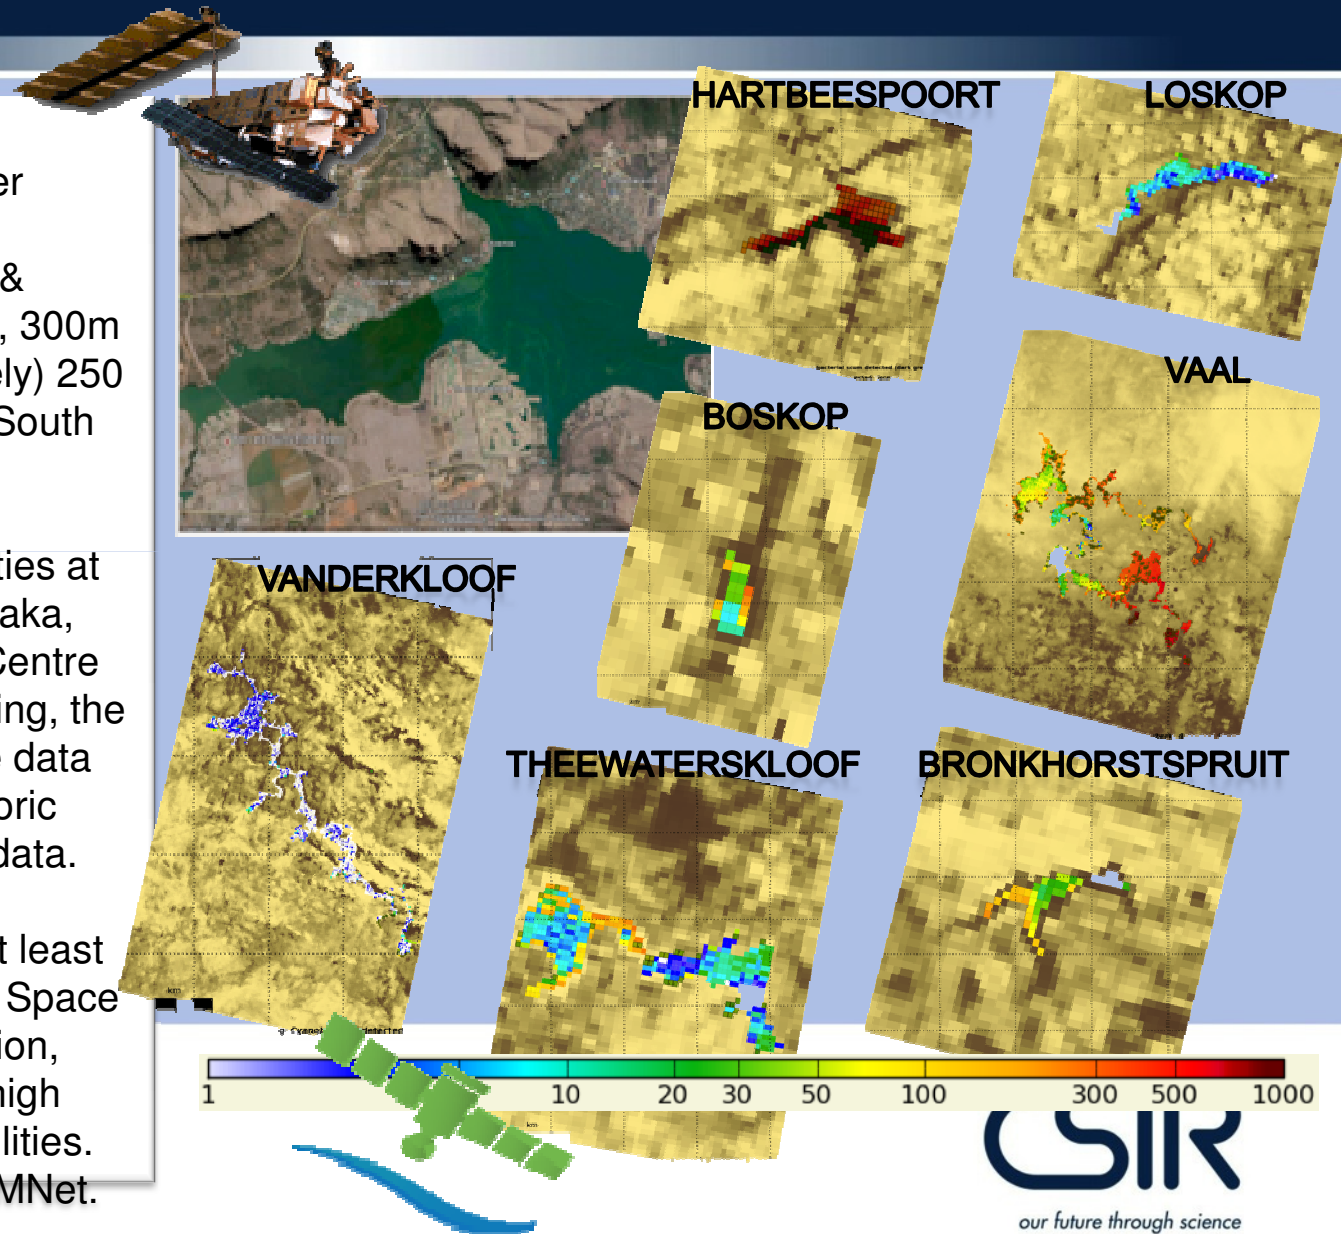 er
&
, 300m
ely) 250
South
ties at
aka,
Centre
ing, the
e data
oric
data.
t least
Space
ion,
high
lities.
MNet.
HARTBEESPOORT
LOSKOP
VAAL
BOSKOP
VANDERKLOOF
THEEWATERSKLOOF
BRONKHORSTSPRUIT
km
km
1 10 20 30 50 100 300 500 1000
CSIR
our future through science